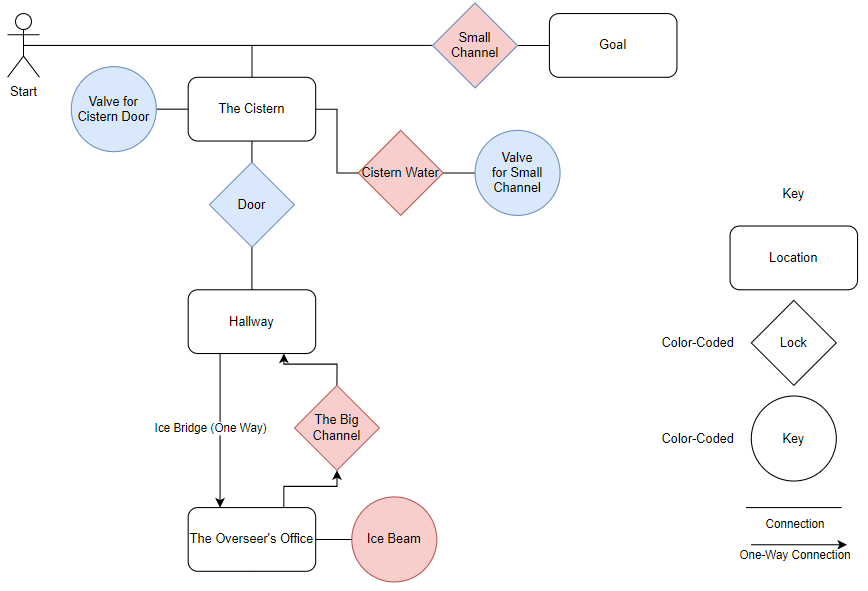 Small
Channel
Goal
Start
Valve for
Cistern Door
The Cistern
Cistern Water
Valve
for Small
Channel
Door
Hallway
Ice Bridge (One Way)
The Big
Channel
The Overseer's Office
Ice Beam
Key
Location
Color-Coded
Lock
Color-Coded
Key
Connection
One-Way Connection